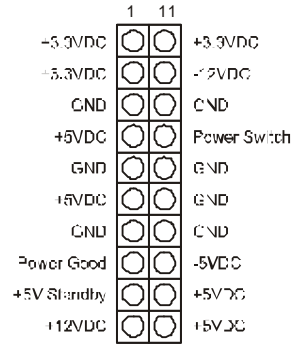 1 11
+3.3VDC +3.3VDC
+3.3VDC -12VDC
GND GND
+5VDC Power Switch
GND GND
+5VDC GND
GND GND
Power Good -5VDC
+5V Standby +5VDC
+12VDC +5VDC